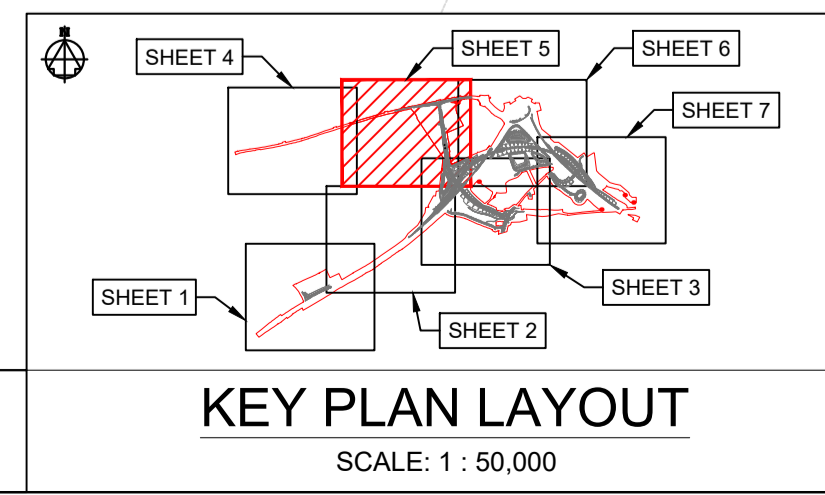 N
SHEET 4
SHEET 5
SHEET 6
SHEET 7
SHEET 1
SHEET 2
SHEET 3
KEY PLAN LAYOUT
SCALE: 1 : 50,000